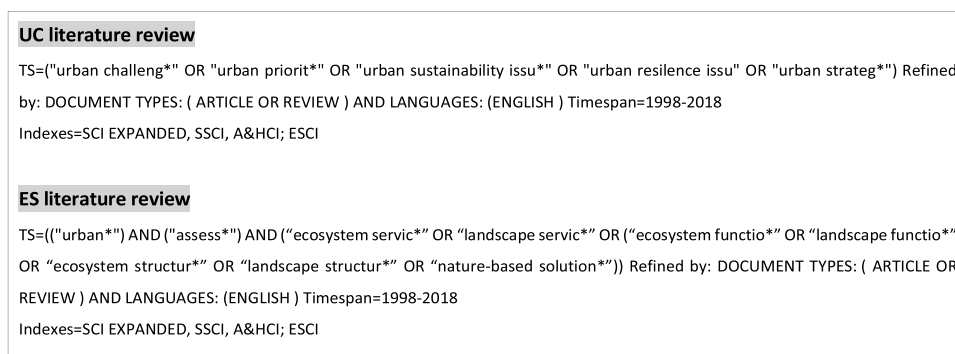 UC literature review
TS=("urban challeng*" OR "urban priorit*" OR "urban sustainability issu*" OR "urban resilence issu" OR "urban strateg*") Refined
by: DOCUMENT TYPES: ( ARTICLE OR REVIEW ) AND LANGUAGES: (ENGLISH ) Timespan=1998-2018
Indexes=SCI EXPANDED, SSCI, A&HCI; ESCI
ES literature review
TS=(("urban*") AND ("assess*") AND (“ecosystem servic*” OR “landscape servic*” OR (“ecosystem functio*” OR “landscape functio*”
OR “ecosystem structur*” OR “landscape structur*” OR “nature-based solution*”)) Refined by: DOCUMENT TYPES: ( ARTICLE OR
REVIEW ) AND LANGUAGES: (ENGLISH ) Timespan=1998-2018
Indexes=SCI EXPANDED, SSCI, A&HCI; ESCI